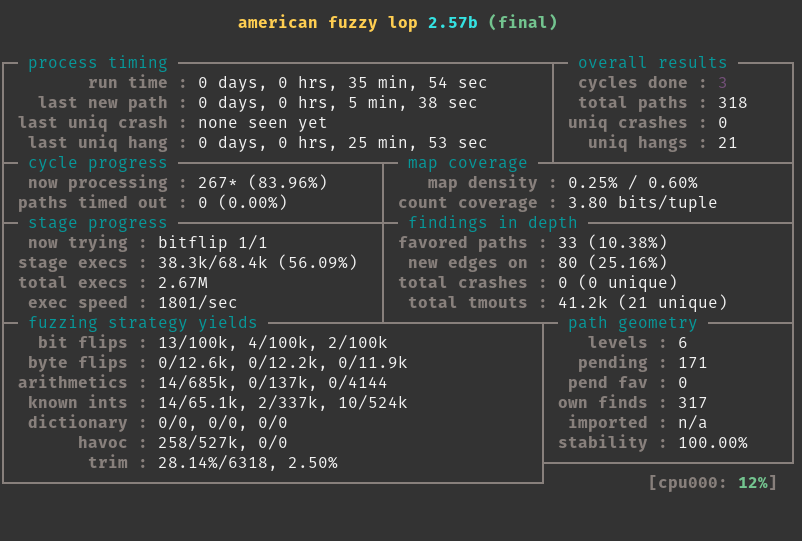 american fuzzy lop 2.57b (final)
process timing overall results
run time : 0 days, 0 hrs, 35 min, 54 sec cycles done : 3
last new path : 0 days, 0 hrs, 5 min, 38 sec total paths : 318
last uniq crash : none seen yet uniq crashes : 0
last uniq hang : 0 days, 0 hrs, 25 min, 53 sec uniq hangs : 21
cycle progress map coverage
now processing : 267* (83.96%) map density : 0.25% / 0.60%
paths timed out : 0 (0.00%) count coverage : 3.80 bits/tuple
stage progress findings in depth
now trying : bitflip 1/1 favored paths : 33 (10.38%)
stage execs : 38.3k/68.4k (56.09%) new edges on : 80 (25.16%)
total execs : 2.67M total crashes : 0 (0 unique)
exec speed : 1801/sec total tmouts : 41.2k (21 unique)
fuzzing strategy yields path geometry
bit flips : 13/100k, 4/100k, 2/100k levels : 6
byte flips : 0/12.6k, 0/12.2k, 0/11.9k pending : 171
arithmetics : 14/685k, 0/137k, 0/4144 pend fav : 0
known ints : 14/65.1k, 2/337k, 10/524k own finds : 317
dictionary : 0/0, 0/0, 0/0 imported : n/a
havoc : 258/527k, 0/0 stability : 100.00%
trim : 28.14%/6318, 2.50%
[cpu000: 12%]